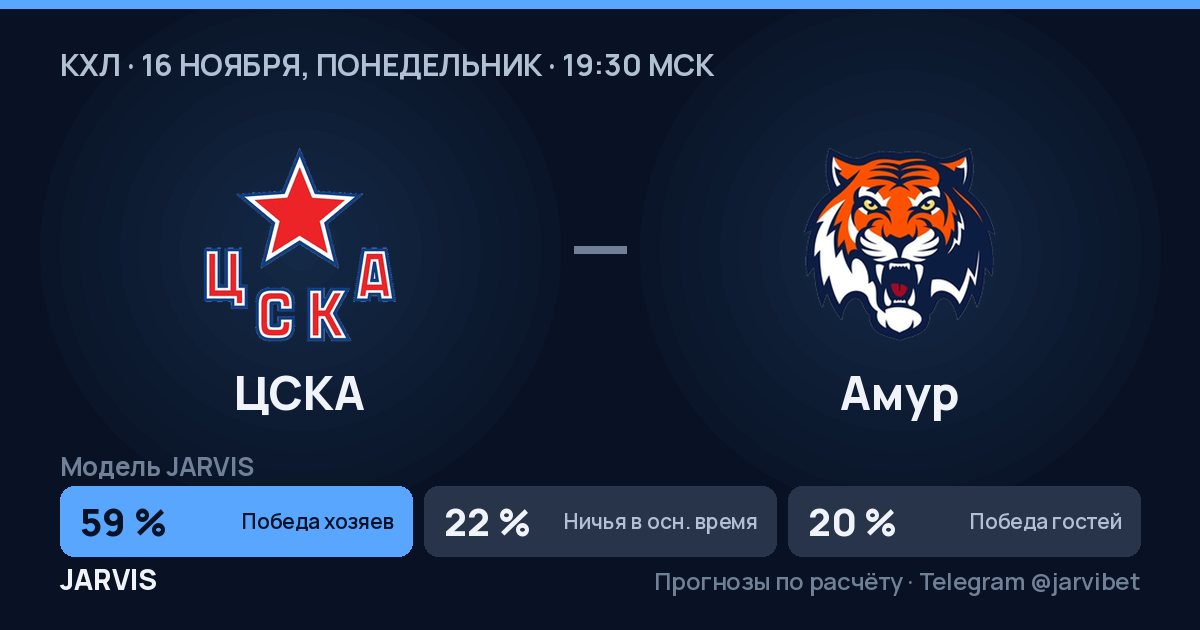 КХЛ · 16 НОЯБРЯ, ПОНЕДЕЛЬНИК · 19:30 МСК
ЦСКА
ЦСКА
Амур
Модель JARVIS
59 % Победа хозяев
22 % Ничья в осн. время
20 % Победа гостей
JARVIS
Прогнозы по расчёту · Telegram @jarvibet